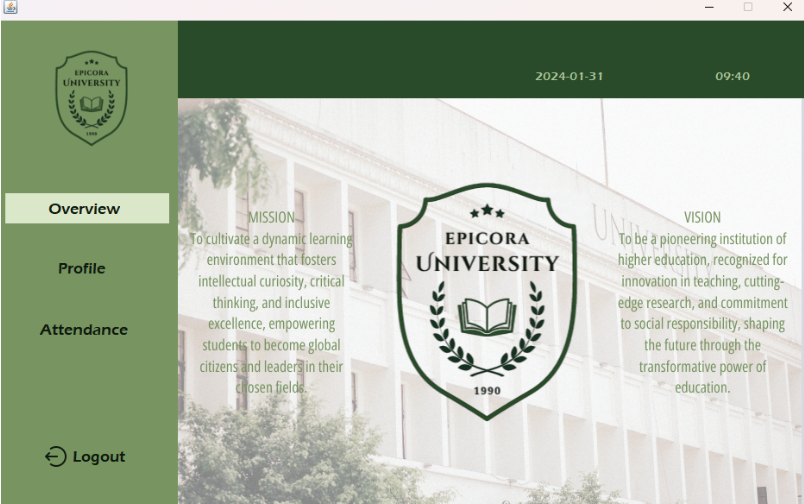 EPICORA
UNIVERSITY
1990
2024-01-31
09:40
Overview
Profile
Attendance
Logout
MISSION
To cultivate a dynamic learning
environment that fosters
intellectual curiosity, critical
thinking, and inclusive
excellence, empowering
students to become global
citizens and leaders in their
chosen fields.
EPICORA
UNIVERSITY
1990
VISION
To be a pioneering institution of
higher education, recognized for
innovation in teaching, cutting-
edge research, and commitment
to social responsibility, shaping
the future through the
transformative power of
education.